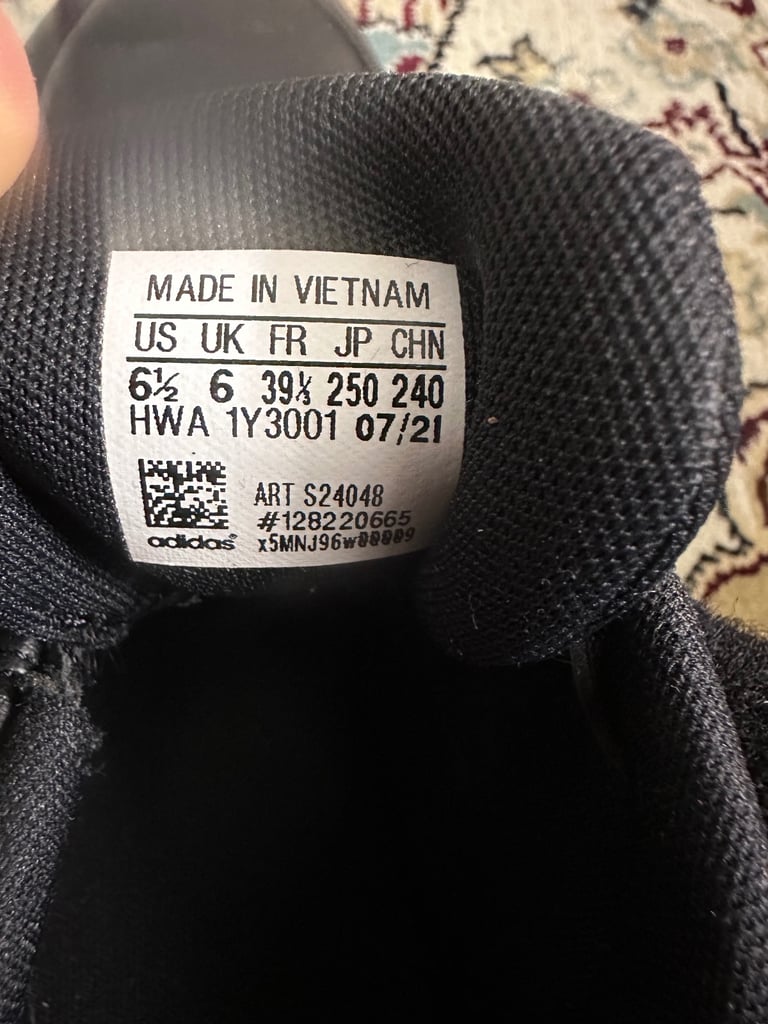 MADE IN VIETNAM
US UK FR JP CHN
6½ 6 39⅓ 250 240
HWA 1Y3001 07/21
ART S24048
#128220665
adidas®